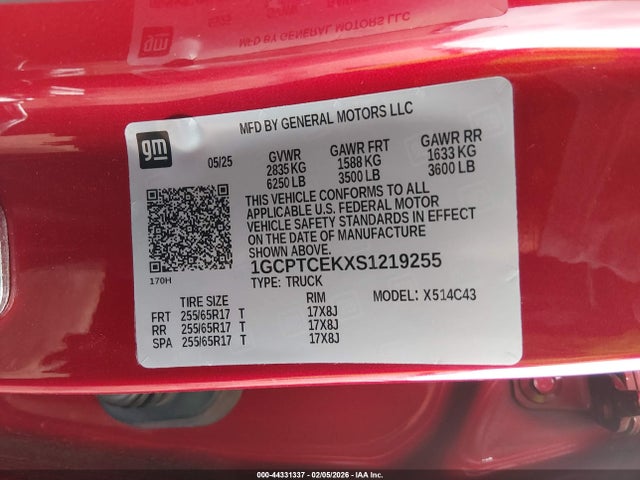 gm
MFD BY GENERAL MOTORS LLC
05/25
GVWR GAWR FRT GAWR RR
2835 KG 1588 KG 1633 KG
6250 LB 3500 LB 3600 LB
THIS VEHICLE CONFORMS TO ALL
APPLICABLE U.S. FEDERAL MOTOR
VEHICLE SAFETY STANDARDS IN EFFECT
ON THE DATE OF MANUFACTURE
SHOWN ABOVE.
1GCPTCEKXS1219255
TYPE: TRUCK
MODEL: X514C43
170H
TIRE SIZE RIM
FRT 255/65R17 T 17X8J
RR 255/65R17 T 17X8J
SPA 255/65R17 T 17X8J
000-44331337 - 02/05/2026 - IAA Inc.